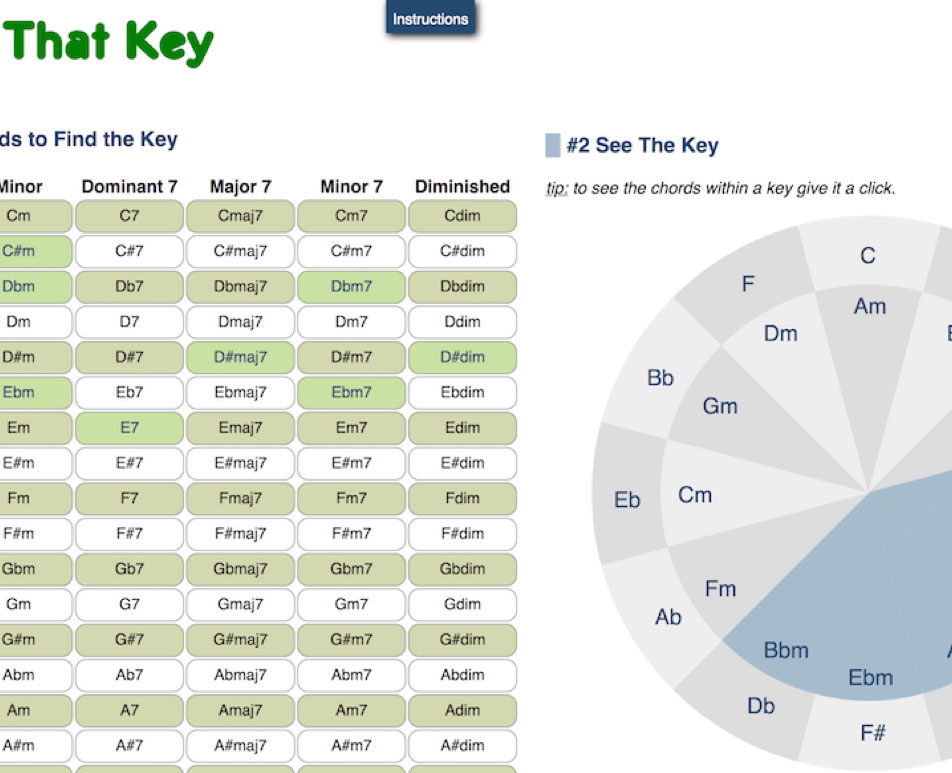 Instructions
That Key
ds to Find the Key
#2 See The Key
Minor Dominant 7 Major 7 Minor 7 Diminished
tip: to see the chords within a key give it a click.
Cm C7 Cmaj7 Cm7 Cdim
C#m C#7 C#maj7 C#m7 C#dim
Dbm Db7 Dbmaj7 Dbm7 Dbdim
Dm D7 Dmaj7 Dm7 Ddim
D#m D#7 D#maj7 D#m7 D#dim
Ebm Eb7 Ebmaj7 Ebm7 Ebdim
Em E7 Emaj7 Em7 Edim
E#m E#7 E#maj7 E#m7 E#dim
Fm F7 Fmaj7 Fm7 Fdim
F#m F#7 F#maj7 F#m7 F#dim
Gbm Gb7 Gbmaj7 Gbm7 Gbdim
Gm G7 Gmaj7 Gm7 Gdim
G#m G#7 G#maj7 G#m7 G#dim
Abm Ab7 Abmaj7 Abm7 Abdim
Am A7 Amaj7 Am7 Adim
A#m A#7 A#maj7 A#m7 A#dim
C
F
Am
Dm
Bb
Gm
Eb Cm
Fm
Ab
Bbm
Ebm
Db
F#